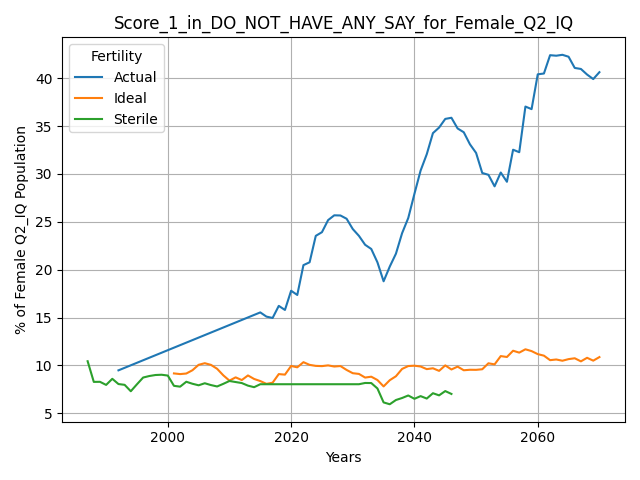 Score_1_in_DO_NOT_HAVE_ANY_SAY_for_Female_Q2_IQ
Fertility
Actual
Ideal
Sterile
% of Female Q2_IQ Population
40
35
30
25
20
15
10
5
2000
2020
2040
2060
Years